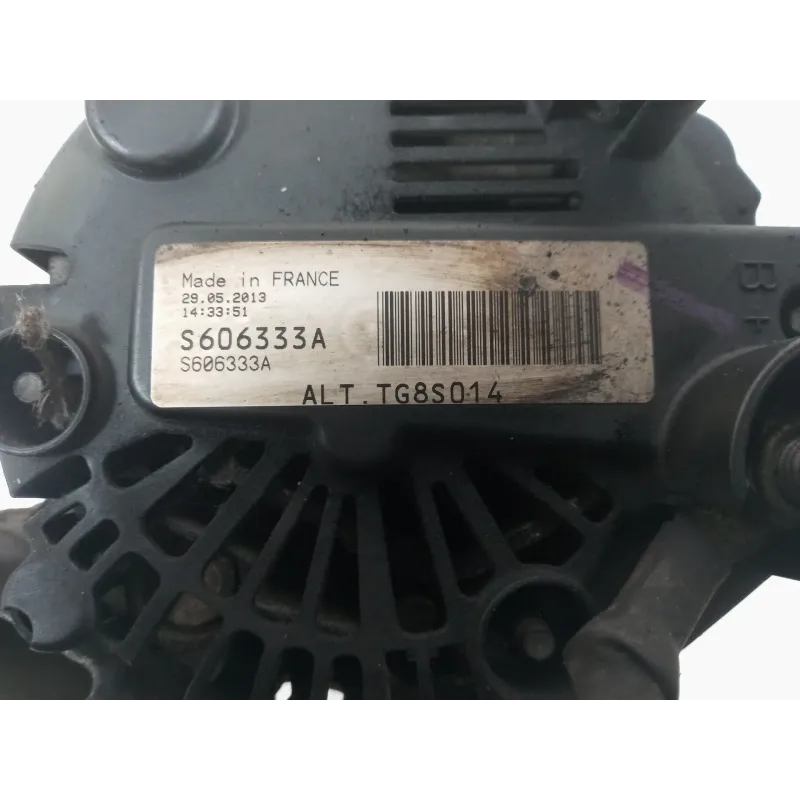 Made in FRANCE
29.05.2013
14:33:51
S606333A
S606333A
ALT.TG8S014
B+